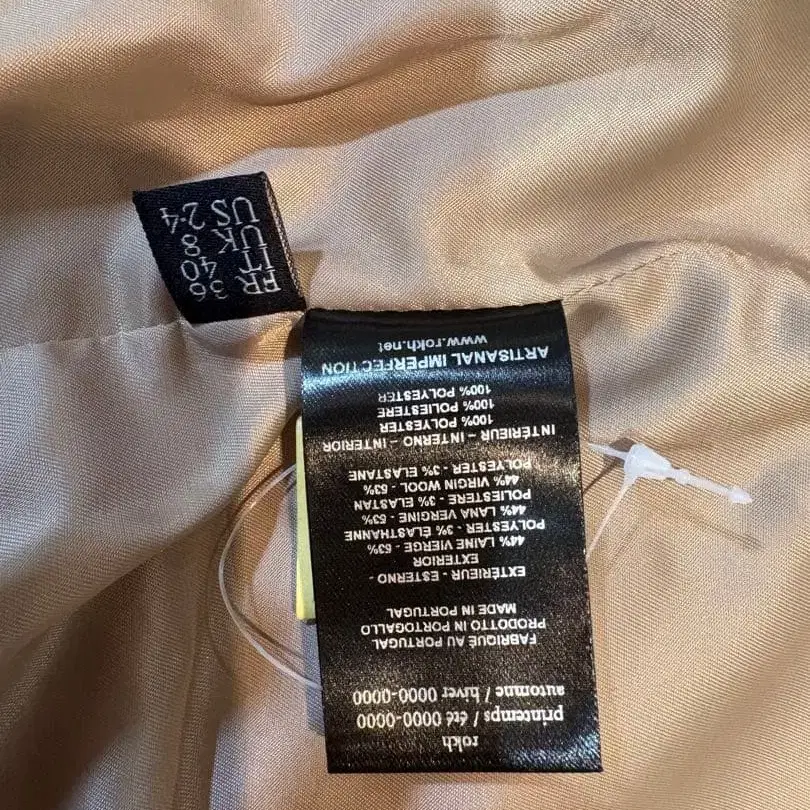 FR 36
IT 40
UK 8
US 2-4
rokh
printemps / été 0000-0000
automne / hiver 0000-0000
FABRIQUÉ AU PORTUGAL
PRODOTTO IN PORTOGALLO
MADE IN PORTUGAL
EXTÉRIEUR - ESTERNO -
EXTERIOR
44% LAINE VIERGE - 53%
POLYESTER - 3% ÉLASTHANNE
44% LANA VERGINE - 53%
POLIESTERE - 3% ELASTAN
44% VIRGIN WOOL - 53%
POLYESTER - 3% ELASTANE
INTÉRIEUR – INTERNO – INTERIOR
100% POLYESTER
100% POLIESTERE
100% POLYESTER
ARTISANAL IMPERFECTION
www.rokh.net